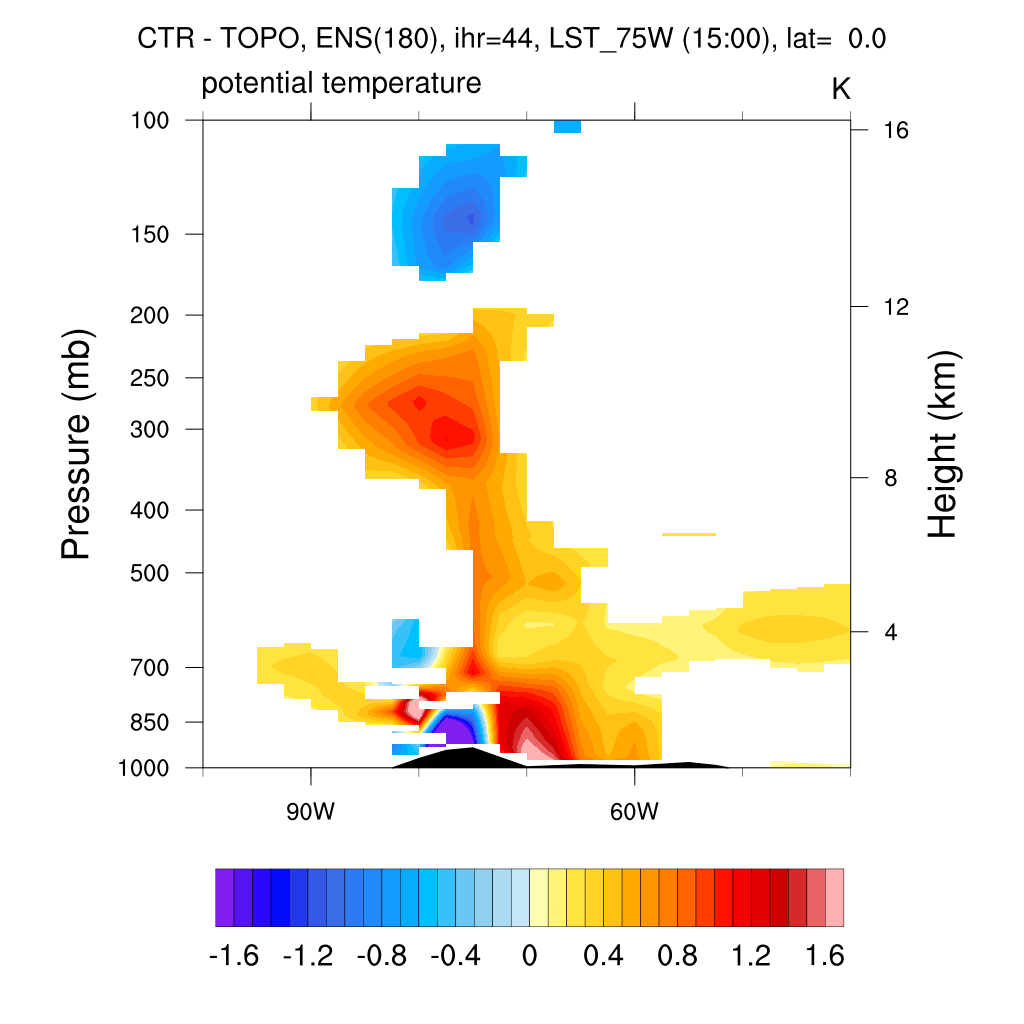 CTR - TOPO, ENS(180), ihr=44, LST_75W (15:00), lat=  0.0
potential temperature
K
100
150
200
250
300
400
500
700
850
1000
Pressure (mb)
16
12
8
4
Height (km)
90W
60W
-1.6 -1.2 -0.8 -0.4 0 0.4 0.8 1.2 1.6